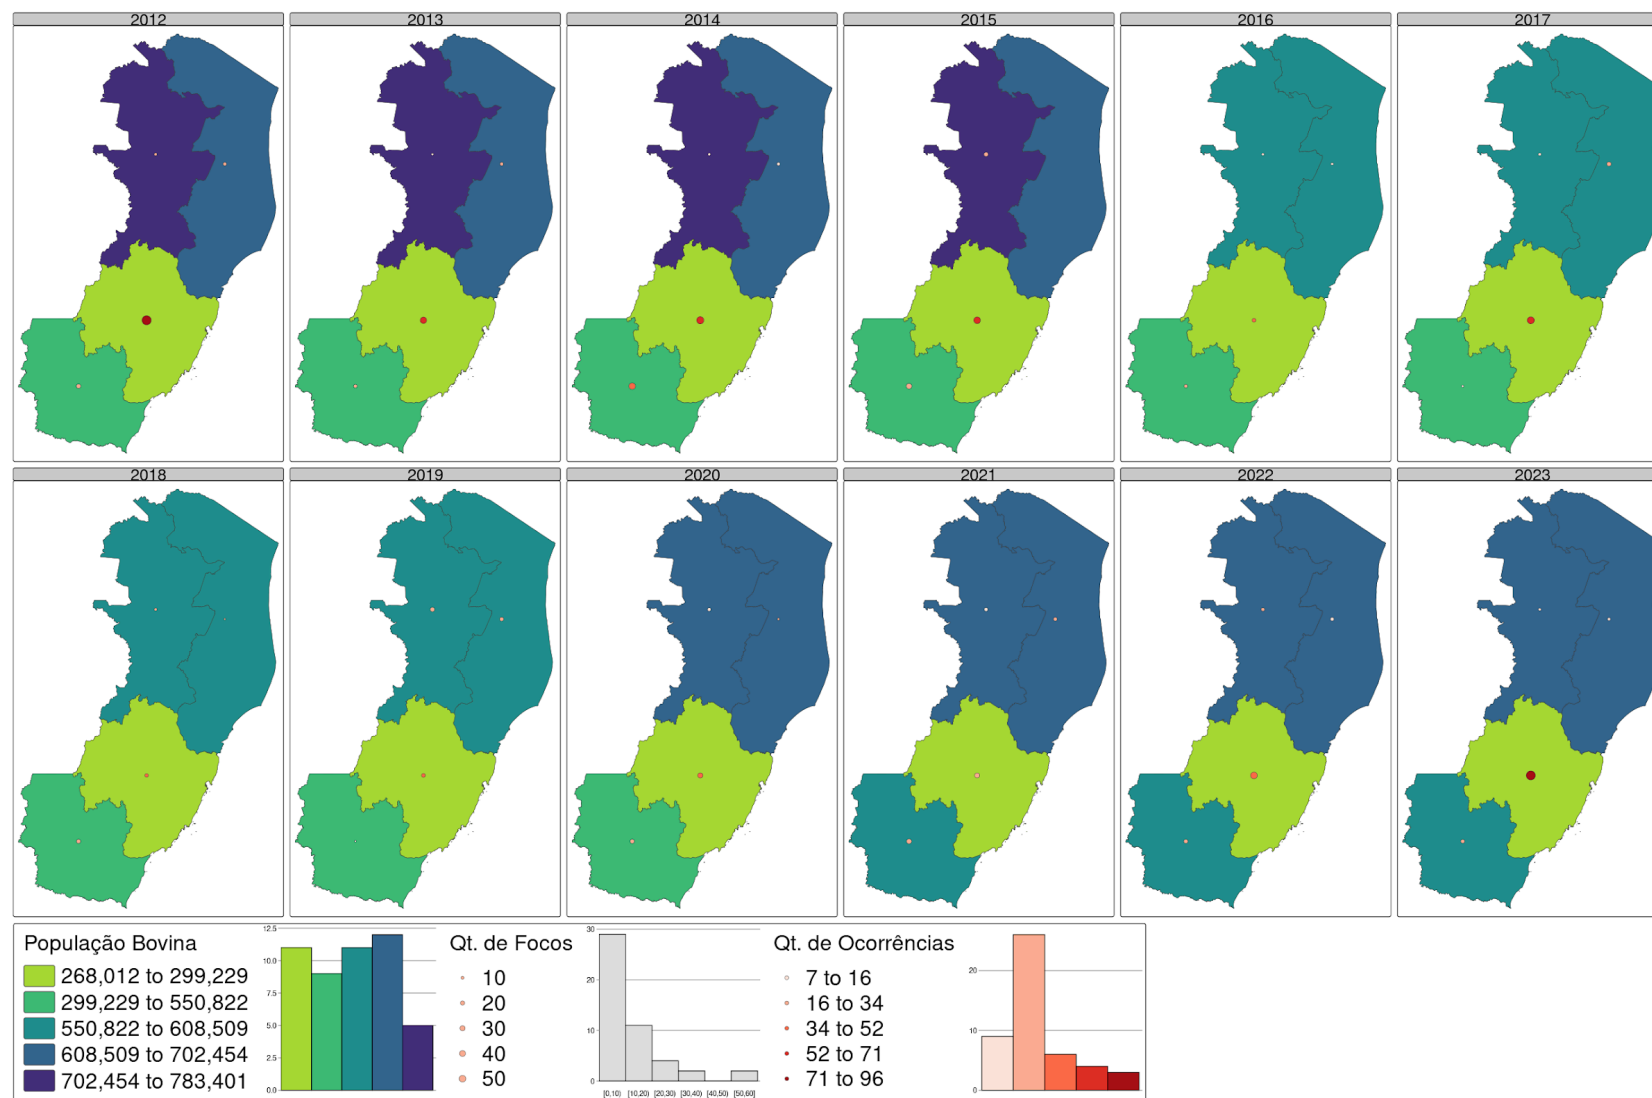 2012 2013 2014 2015 2016 2017
2018 2019 2020 2021 2022 2023
População Bovina
268,012 to 299,229
299,229 to 550,822
550,822 to 608,509
608,509 to 702,454
702,454 to 783,401
12.5
10.0
7.5
5.0
2.5
0.0
Qt. de Focos
10
20
30
40
50
30
20
10
0
[0,10) [10,20) [20,30) [30,40) [40,50) [50,60]
Qt. de Ocorrências
7 to 16
16 to 34
34 to 52
52 to 71
71 to 96
20
10
0